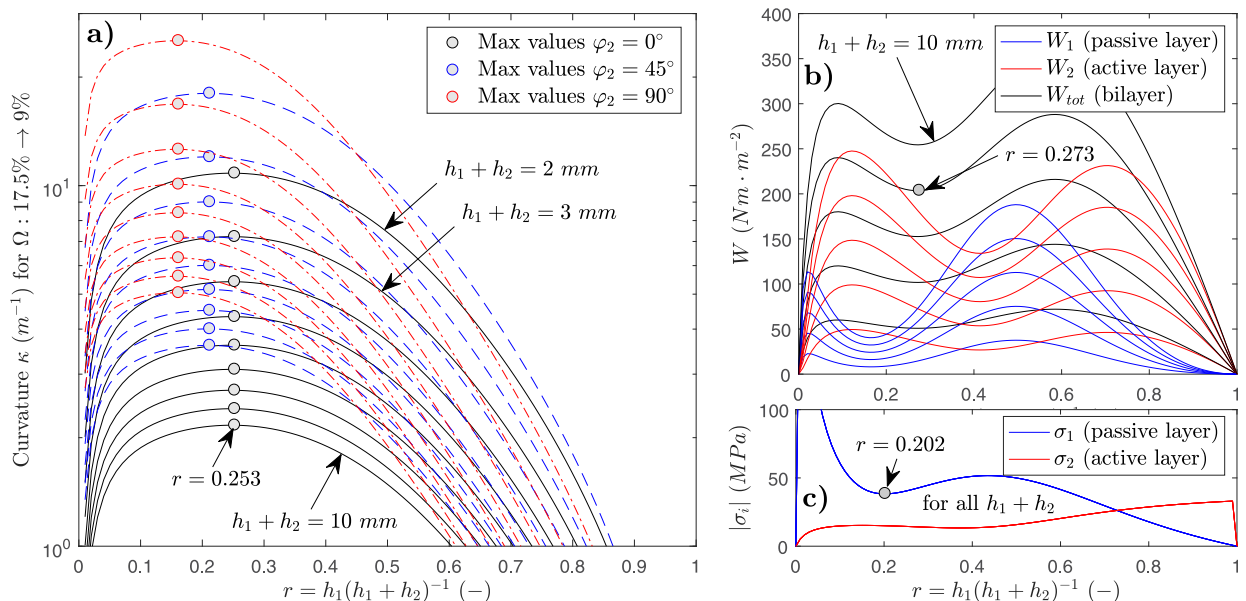 a)
Max values φ₂ = 0°
Max values φ₂ = 45°
Max values φ₂ = 90°
h₁ + h₂ = 2 mm
h₁ + h₂ = 3 mm
r = 0.253
h₁ + h₂ = 10 mm
Curvature κ (m⁻¹) for Ω : 17.5% → 9%
10¹
10⁰
0 0.1 0.2 0.3 0.4 0.5 0.6 0.7 0.8 0.9 1
r = h₁(h₁ + h₂)⁻¹ (−)
b)
h₁ + h₂ = 10 mm
W₁ (passive layer)
W₂ (active layer)
Wₜₒₜ (bilayer)
r = 0.273
W (Nm · m⁻²)
400
350
300
250
200
150
100
50
0
0 0.2 0.4 0.6 0.8 1
c)
r = 0.202
σ₁ (passive layer)
σ₂ (active layer)
for all h₁ + h₂
|σᵢ| (MPa)
100
50
0
0 0.2 0.4 0.6 0.8 1
r = h₁(h₁ + h₂)⁻¹ (−)